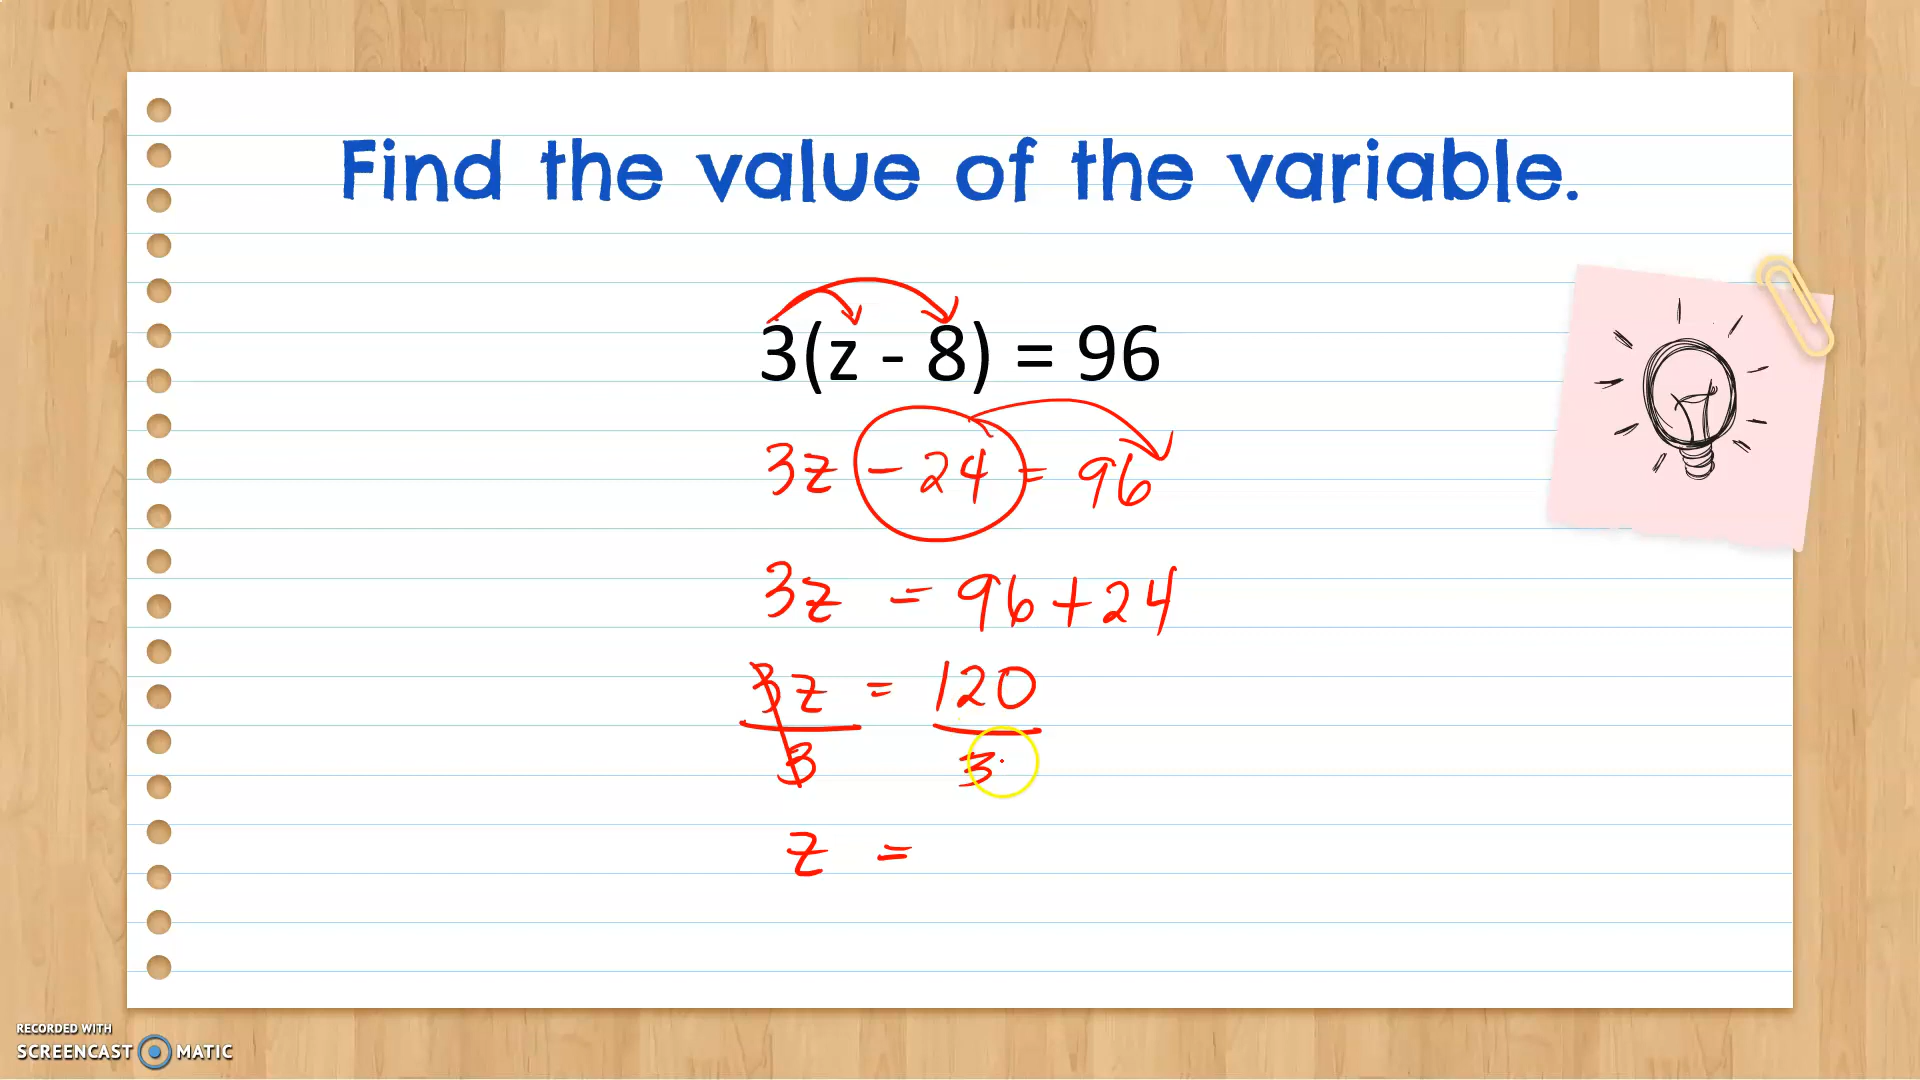 Find the value of the variable.
3(z - 8) = 96
3z - 24 = 96
3z = 96 + 24
3z = 120
3 3
z =
RECORDED WITH
SCREENCAST MATIC